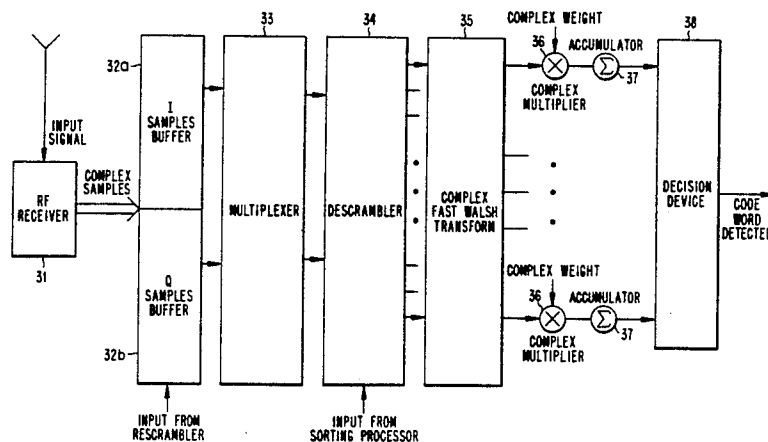 33
34
35
COMPLEX WEIGHT
36
ACCUMULATOR
38
32a
37
COMPLEX
MULTIPLIER
INPUT
SIGNAL
I
SAMPLES
BUFFER
COMPLEX
SAMPLES
RF
RECEIVER
31
MULTIPLEXER
DESCRAMBLER
COMPLEX
FAST WALSH
TRANSFORM
DECISION
DEVICE
CODE
WORD
DETECTED
Q
SAMPLES
BUFFER
32b
COMPLEX WEIGHT
36
ACCUMULATOR
37
COMPLEX
MULTIPLIER
INPUT FROM
RESCRAMBLER
INPUT FROM
SORTING PROCESSOR